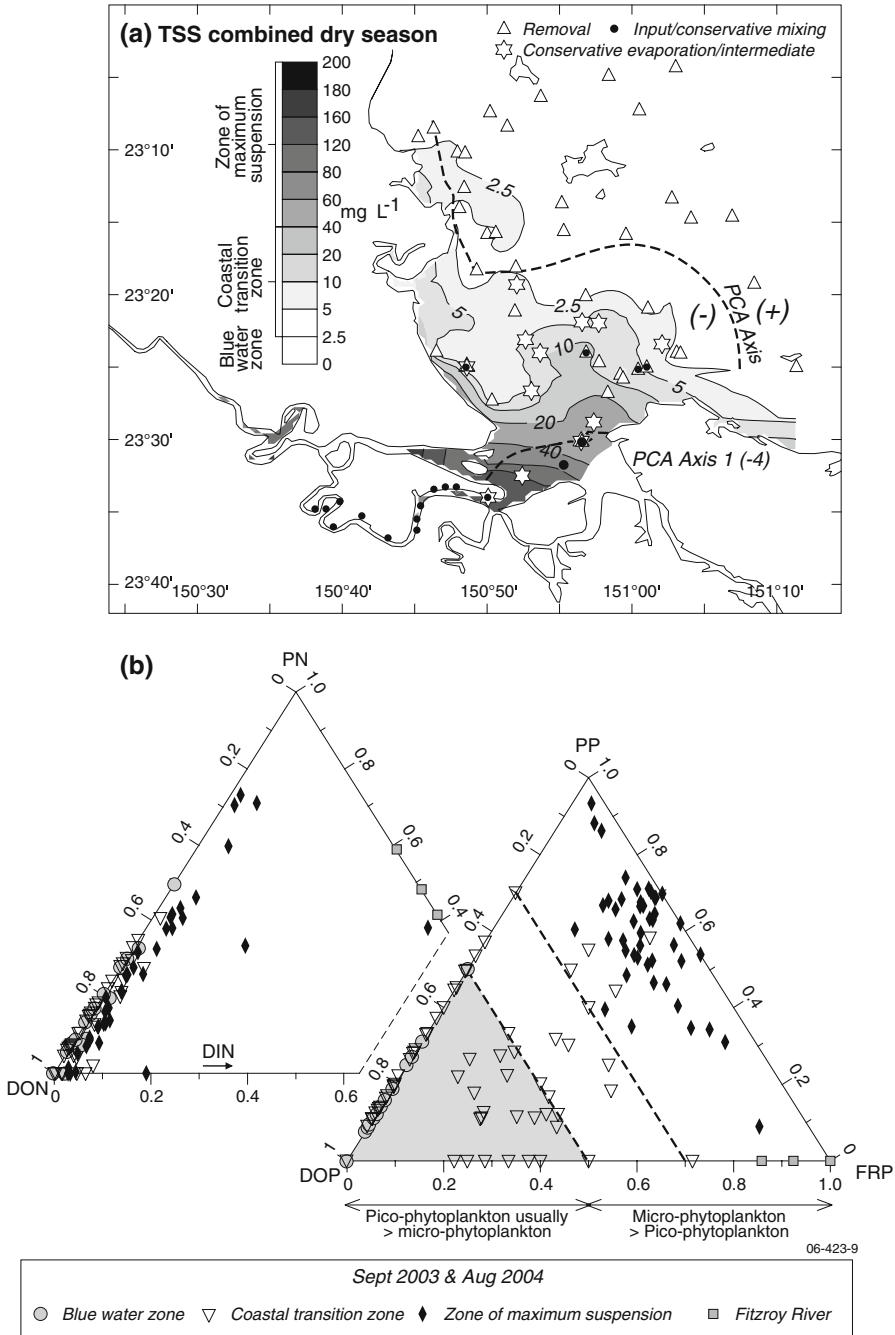 (a) TSS combined dry season
Removal
Input/conservative mixing
Conservative evaporation/intermediate
200
180
160
120
80
60
40
20
10
5
2.5
0
mg L-1
Zone of
maximum
suspension
Coastal
transition
zone
Blue
water
zone
23°10'
23°20'
23°30'
23°40'
150°30'
150°40'
150°50'
151°00'
151°10'
2.5
5
2.5
10
5
20
40
(-)
(+)
PCA Axis
PCA Axis 1 (-4)
(b)
PN
0
1.0
0.2
0.8
0.4
0.6
0.6
0.4
0.8
1
DON
0
0.2
0.4
0.6
DIN
PP
0
1.0
0.2
0.8
0.4
0.6
0.6
0.4
0.8
0.2
1
0
DOP
FRP
0
0.2
0.4
0.6
0.8
1.0
Pico-phytoplankton usually
> micro-phytoplankton
Micro-phytoplankton
> Pico-phytoplankton
06-423-9
Sept 2003 & Aug 2004
Blue water zone
Coastal transition zone
Zone of maximum suspension
Fitzroy River